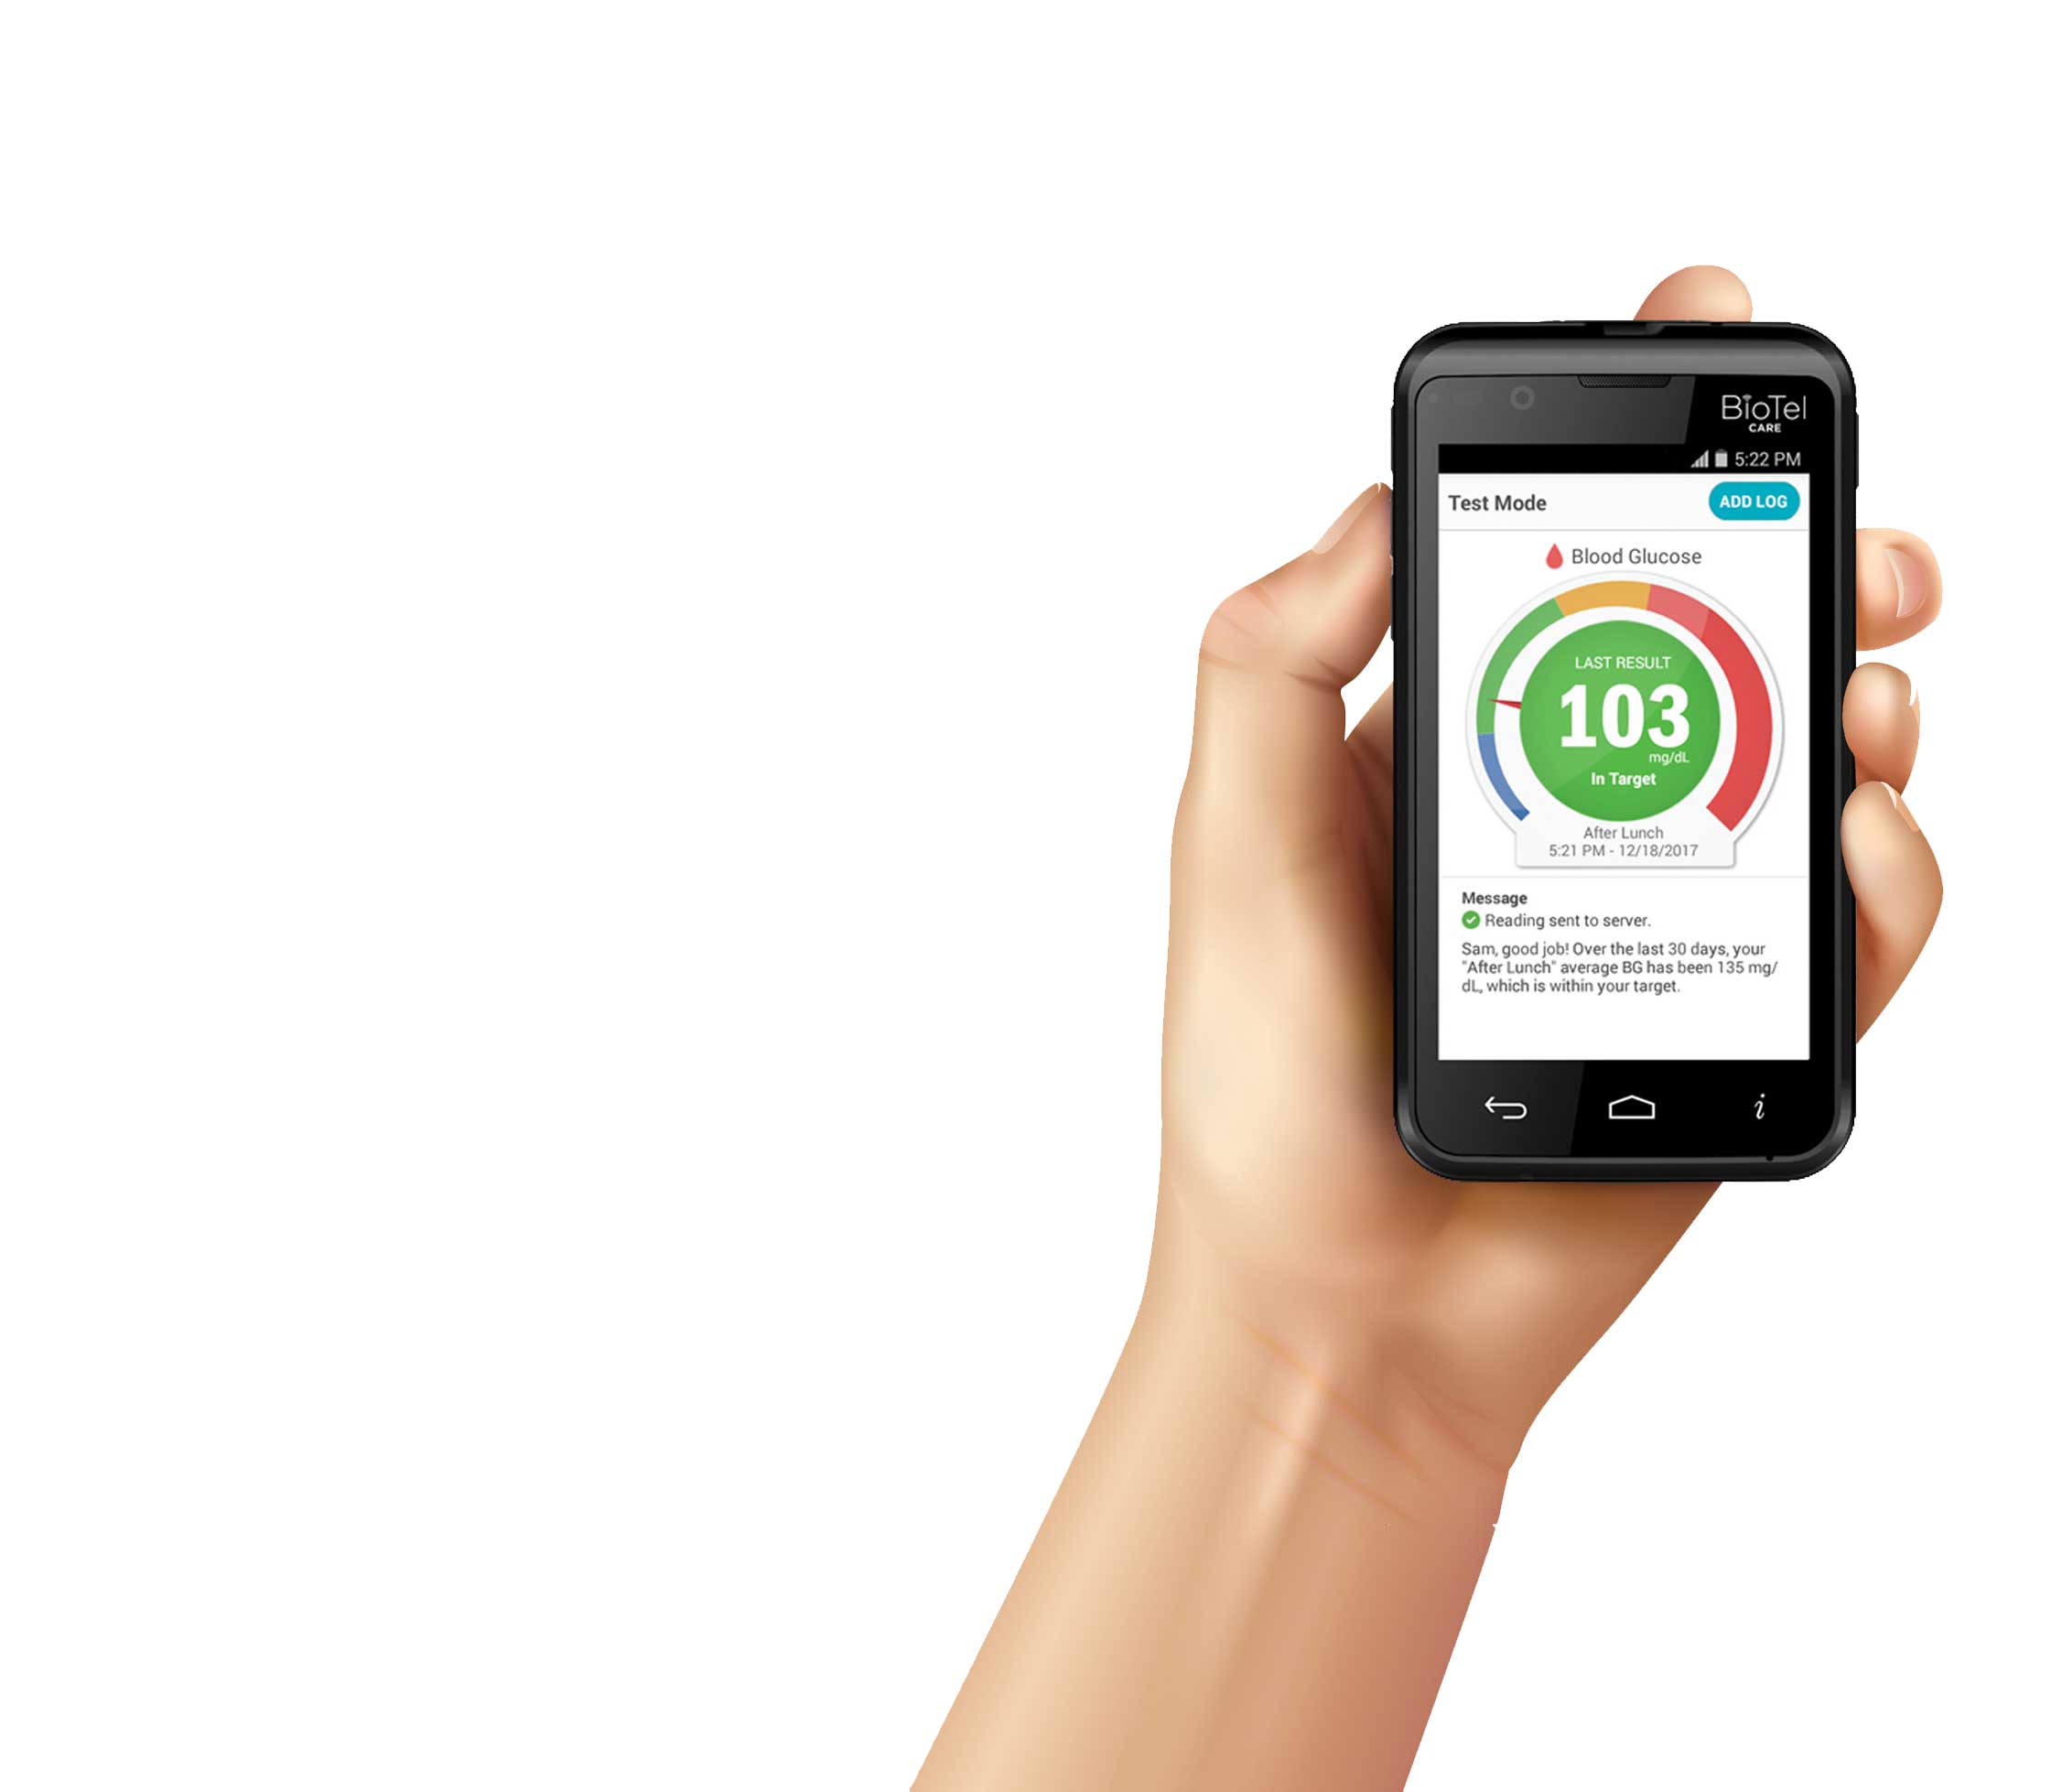 BioTel
CARE
5:22 PM
Test Mode
ADD LOG
Blood Glucose
LAST RESULT
103
mg/dL
In Target
After Lunch
5:21 PM - 12/18/2017
Message
Reading sent to server.
Sam, good job! Over the last 30 days, your
"After Lunch" average BG has been 135 mg/
dL, which is within your target.
i